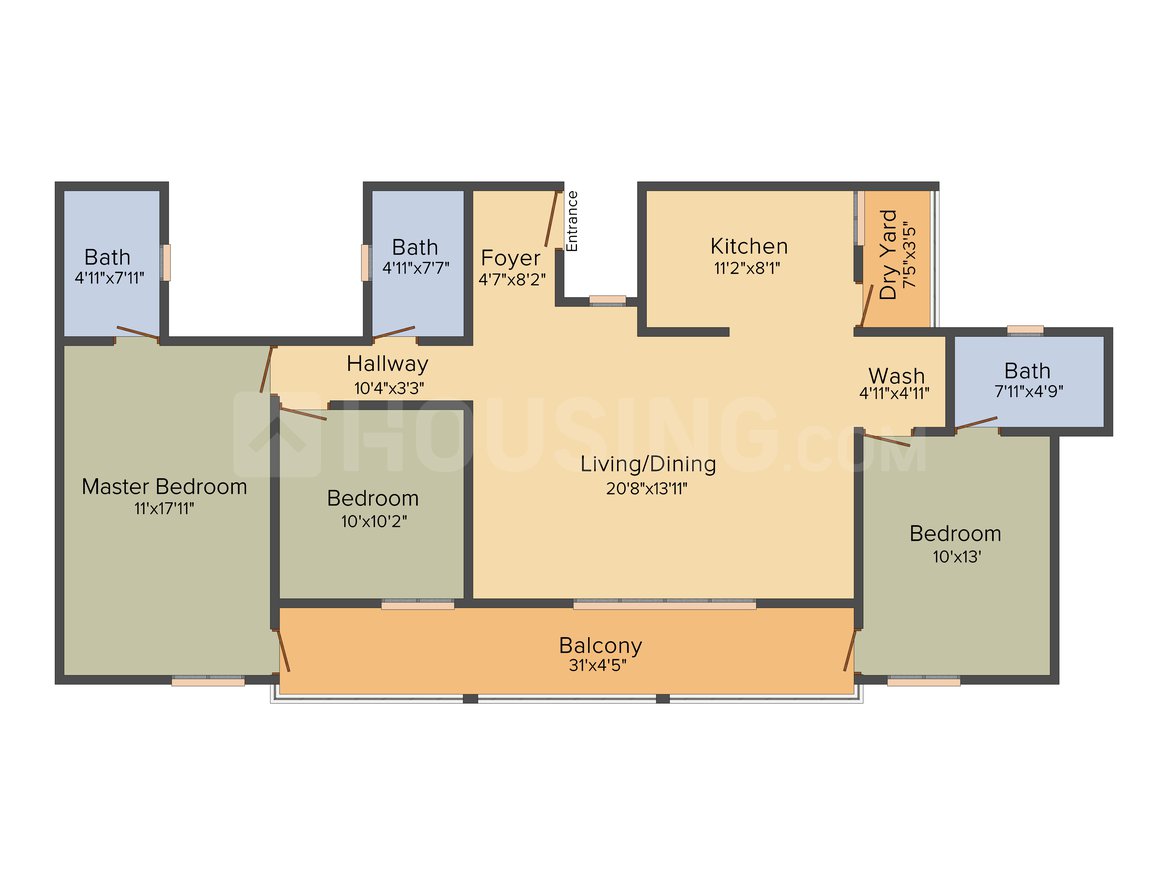 Entrance
Bath
4'11"x7'11"
Bath
4'11"x7'7"
Foyer
4'7"x8'2"
Kitchen
11'2"x8'1"
Dry Yard
7'5"x3'5"
Hallway
10'4"x3'3"
Wash
4'11"x4'11"
Bath
7'11"x4'9"
HOUSING.COM
Living/Dining
20'8"x13'11"
Master Bedroom
11'x17'11"
Bedroom
10'x10'2"
Bedroom
10'x13'
Balcony
31'x4'5"